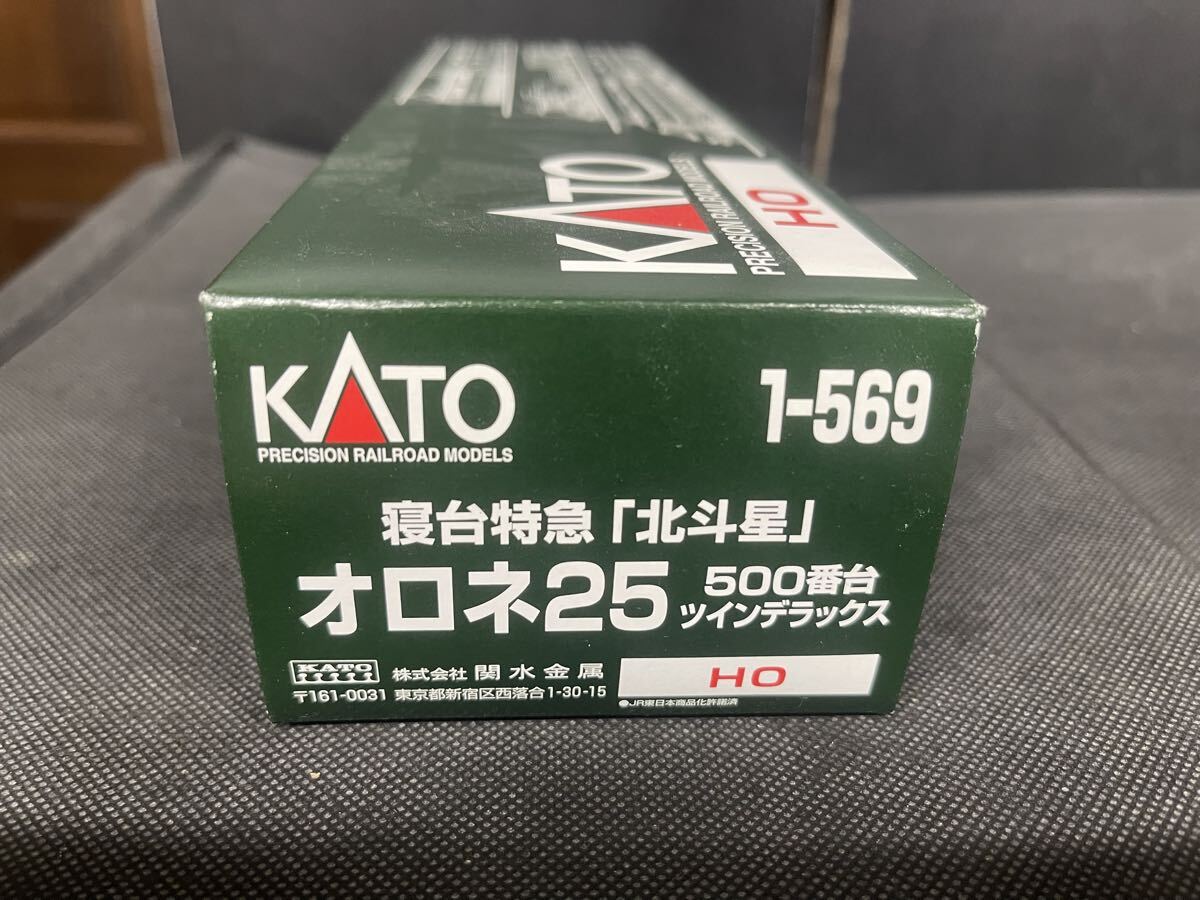 KATO
PRECISION RAILROAD MODELS
HO
KATO
PRECISION RAILROAD MODELS
1-569
寝台特急「北斗星」
オロネ25 500番台
ツインデラックス
KATO 株式会社 関水金属
〒161-0031 東京都新宿区西落合1-30-15
HO
●JR東日本商品化許諾済